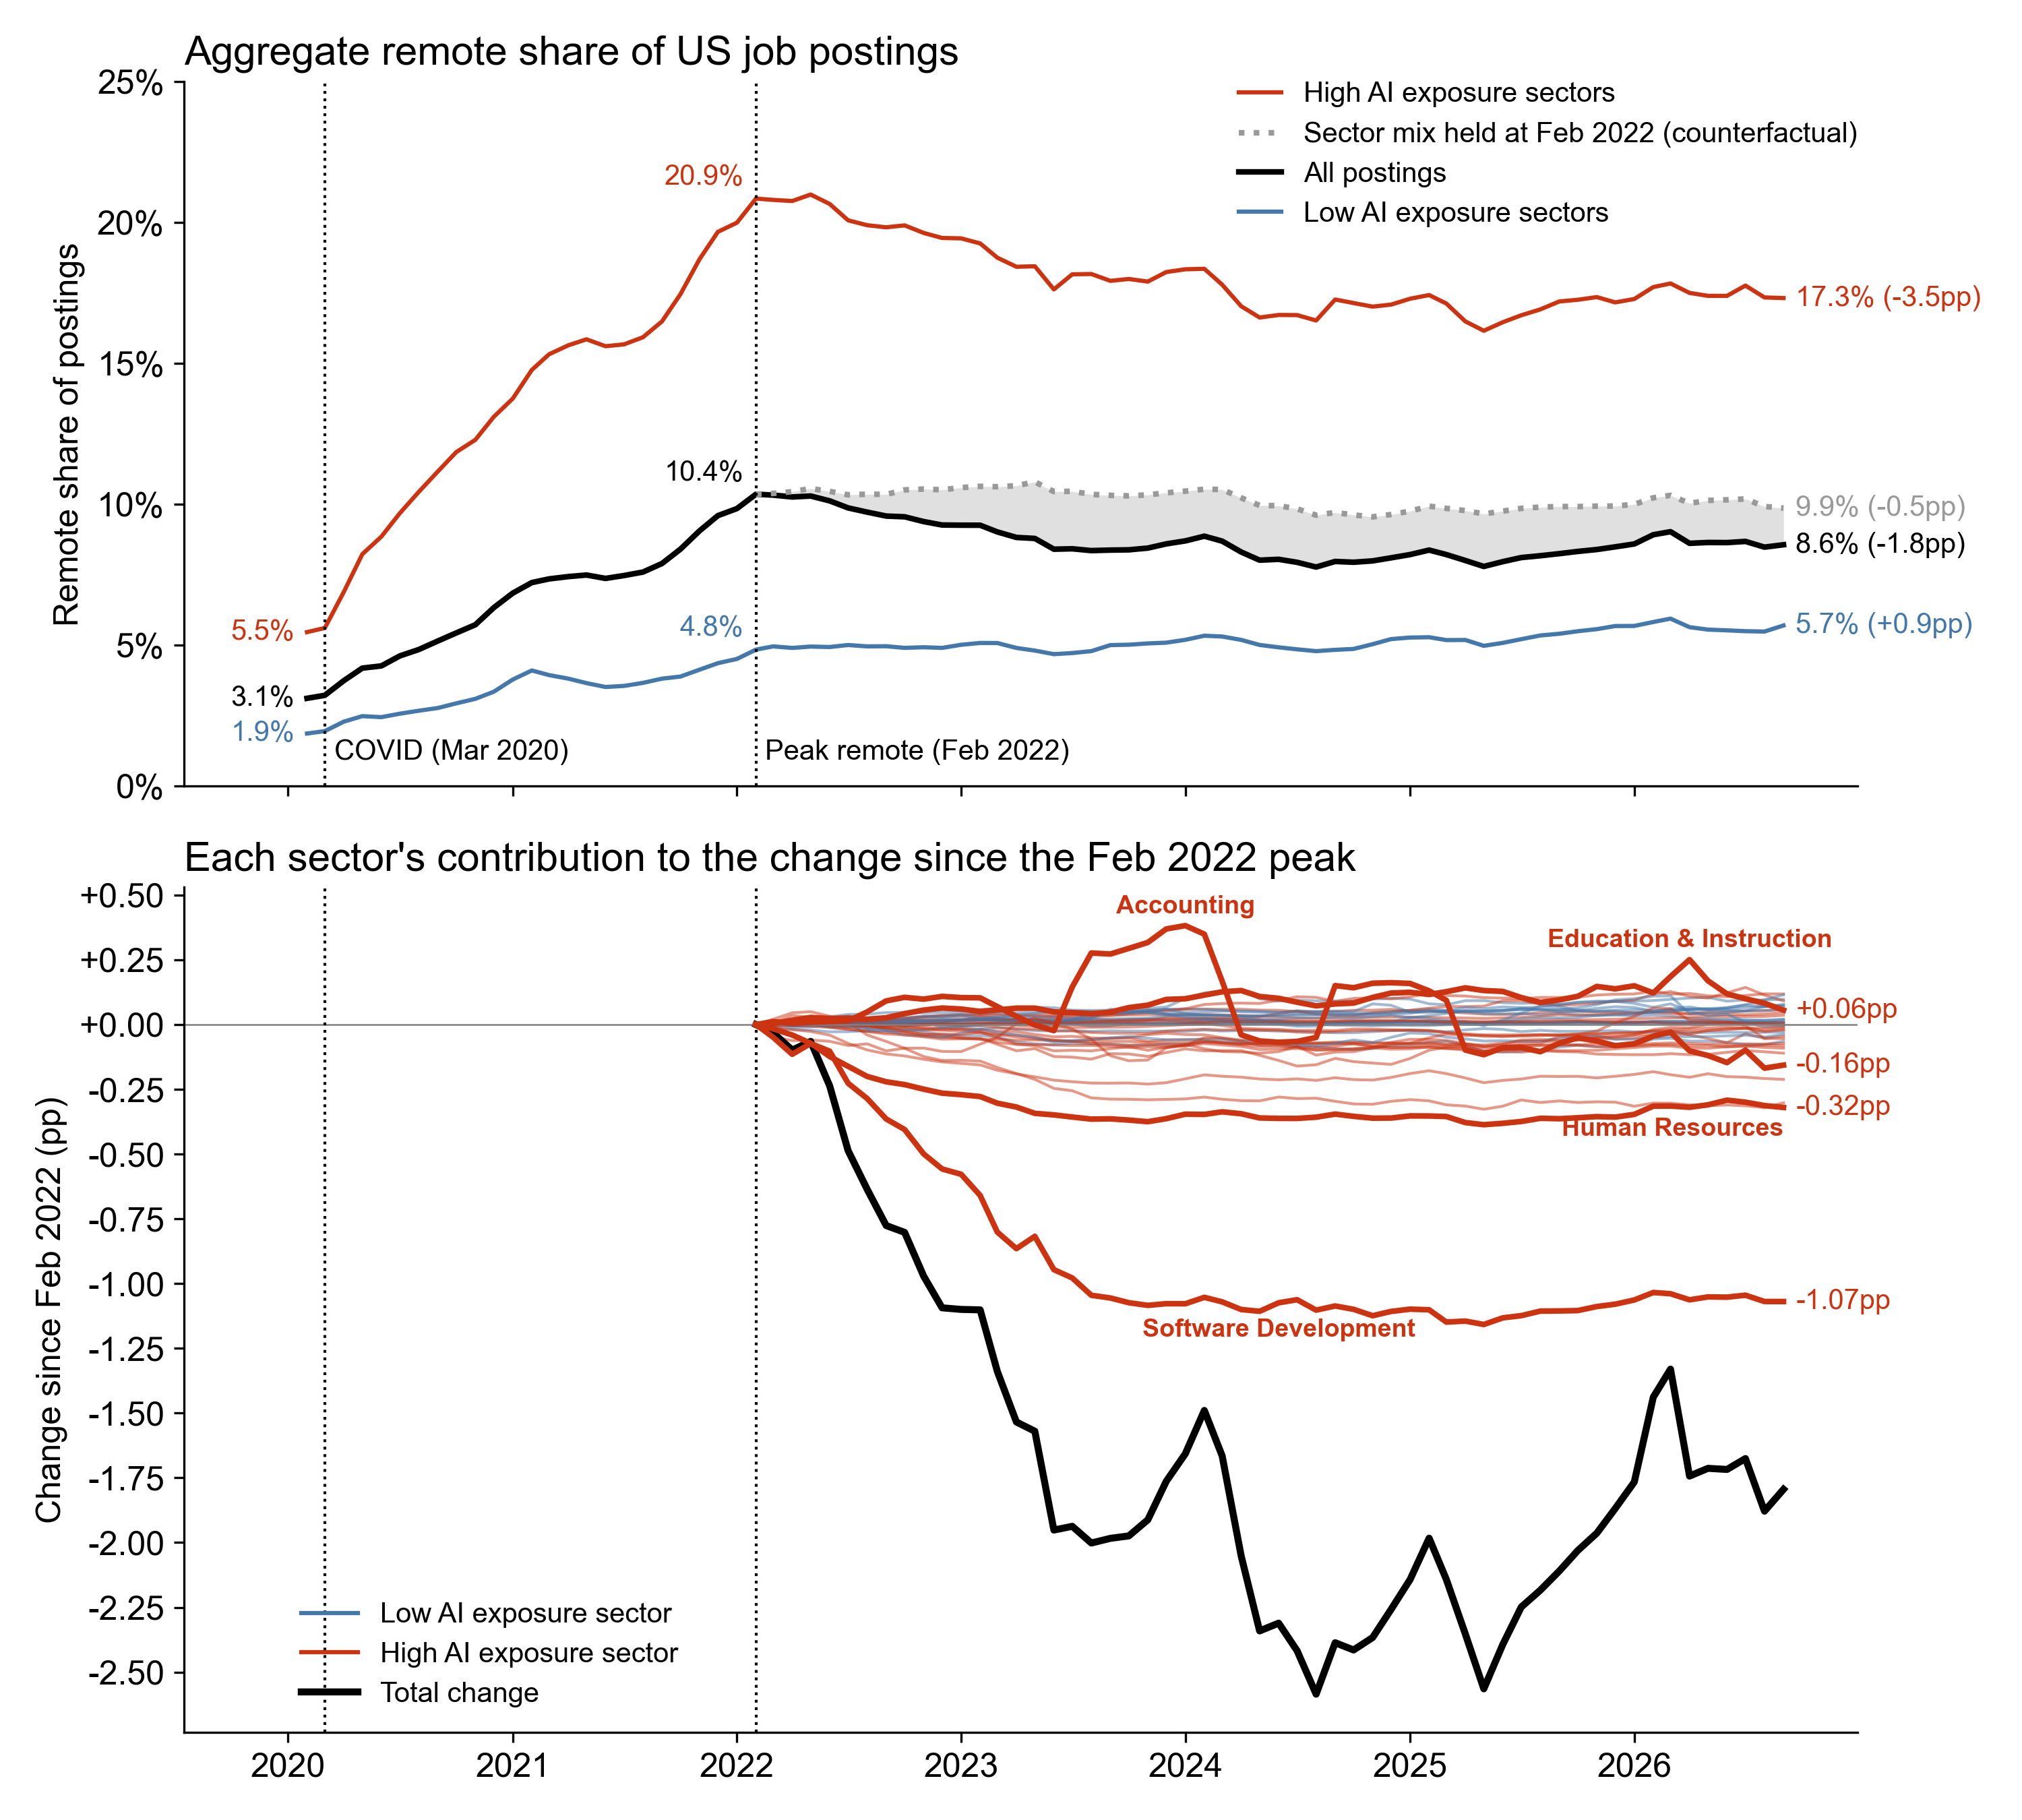 Aggregate remote share of US job postings
25%
20%
15%
10%
5%
0%
Remote share of postings
High AI exposure sectors
Sector mix held at Feb 2022 (counterfactual)
All postings
Low AI exposure sectors
20.9%
10.4%
4.8%
5.5%
3.1%
1.9%
17.3% (-3.5pp)
9.9% (-0.5pp)
8.6% (-1.8pp)
5.7% (+0.9pp)
COVID (Mar 2020)
Peak remote (Feb 2022)
Each sector's contribution to the change since the Feb 2022 peak
+0.50
+0.25
+0.00
-0.25
-0.50
-0.75
-1.00
-1.25
-1.50
-1.75
-2.00
-2.25
-2.50
Change since Feb 2022 (pp)
Accounting
Education & Instruction
+0.06pp
-0.16pp
-0.32pp
Human Resources
-1.07pp
Software Development
Low AI exposure sector
High AI exposure sector
Total change
2020
2021
2022
2023
2024
2025
2026